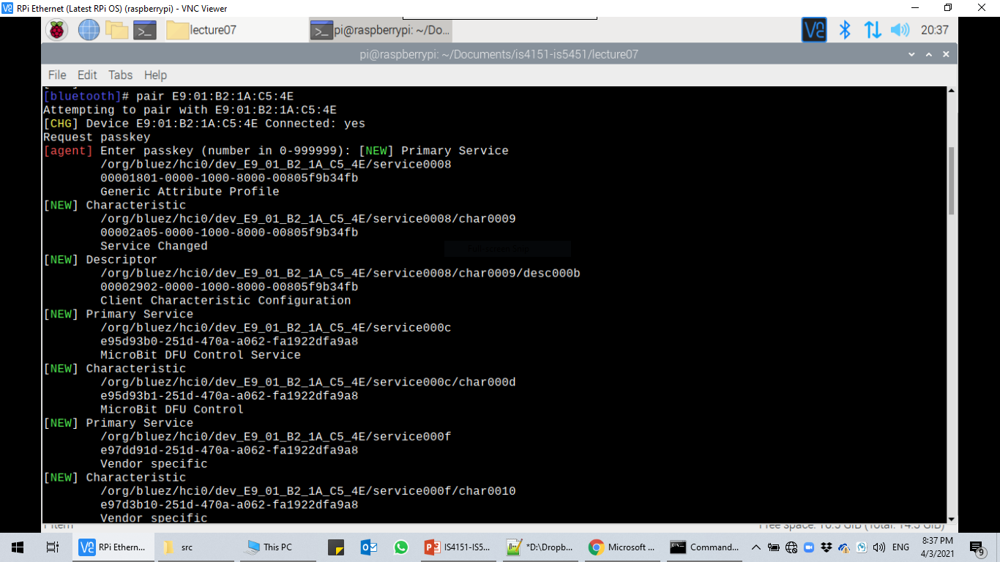 RPi Ethernet (Latest RPi OS) (raspberrypi) - VNC Viewer
lecture07
pi@raspberrypi: ~/Do...
20:37
pi@raspberrypi: ~/Documents/is4151-is5451/lecture07
File Edit Tabs Help
[bluetooth]# pair E9:01:B2:1A:C5:4E
Attempting to pair with E9:01:B2:1A:C5:4E
[CHG] Device E9:01:B2:1A:C5:4E Connected: yes
Request passkey
[agent] Enter passkey (number in 0-999999): [NEW] Primary Service
/org/bluez/hci0/dev_E9_01_B2_1A_C5_4E/service0008
00001801-0000-1000-8000-00805f9b34fb
Generic Attribute Profile
[NEW] Characteristic
/org/bluez/hci0/dev_E9_01_B2_1A_C5_4E/service0008/char0009
00002a05-0000-1000-8000-00805f9b34fb
Service Changed
[NEW] Descriptor
/org/bluez/hci0/dev_E9_01_B2_1A_C5_4E/service0008/char0009/desc000b
00002902-0000-1000-8000-00805f9b34fb
Client Characteristic Configuration
[NEW] Primary Service
/org/bluez/hci0/dev_E9_01_B2_1A_C5_4E/service000c
e95d93b0-251d-470a-a062-fa1922dfa9a8
MicroBit DFU Control Service
[NEW] Characteristic
/org/bluez/hci0/dev_E9_01_B2_1A_C5_4E/service000c/char000d
e95d93b1-251d-470a-a062-fa1922dfa9a8
MicroBit DFU Control
[NEW] Primary Service
/org/bluez/hci0/dev_E9_01_B2_1A_C5_4E/service000f
e97dd91d-251d-470a-a062-fa1922dfa9a8
Vendor specific
[NEW] Characteristic
/org/bluez/hci0/dev_E9_01_B2_1A_C5_4E/service000f/char0010
e97d3b10-251d-470a-a062-fa1922dfa9a8
Vendor specific
1 item Free space: 10.5 GiB (Total: 14.3 GiB)
RPi Ethern... src This PC IS4151-IS5... *D:\Dropb... Microsoft ... Command... ENG 8:37 PM
4/3/2021
9